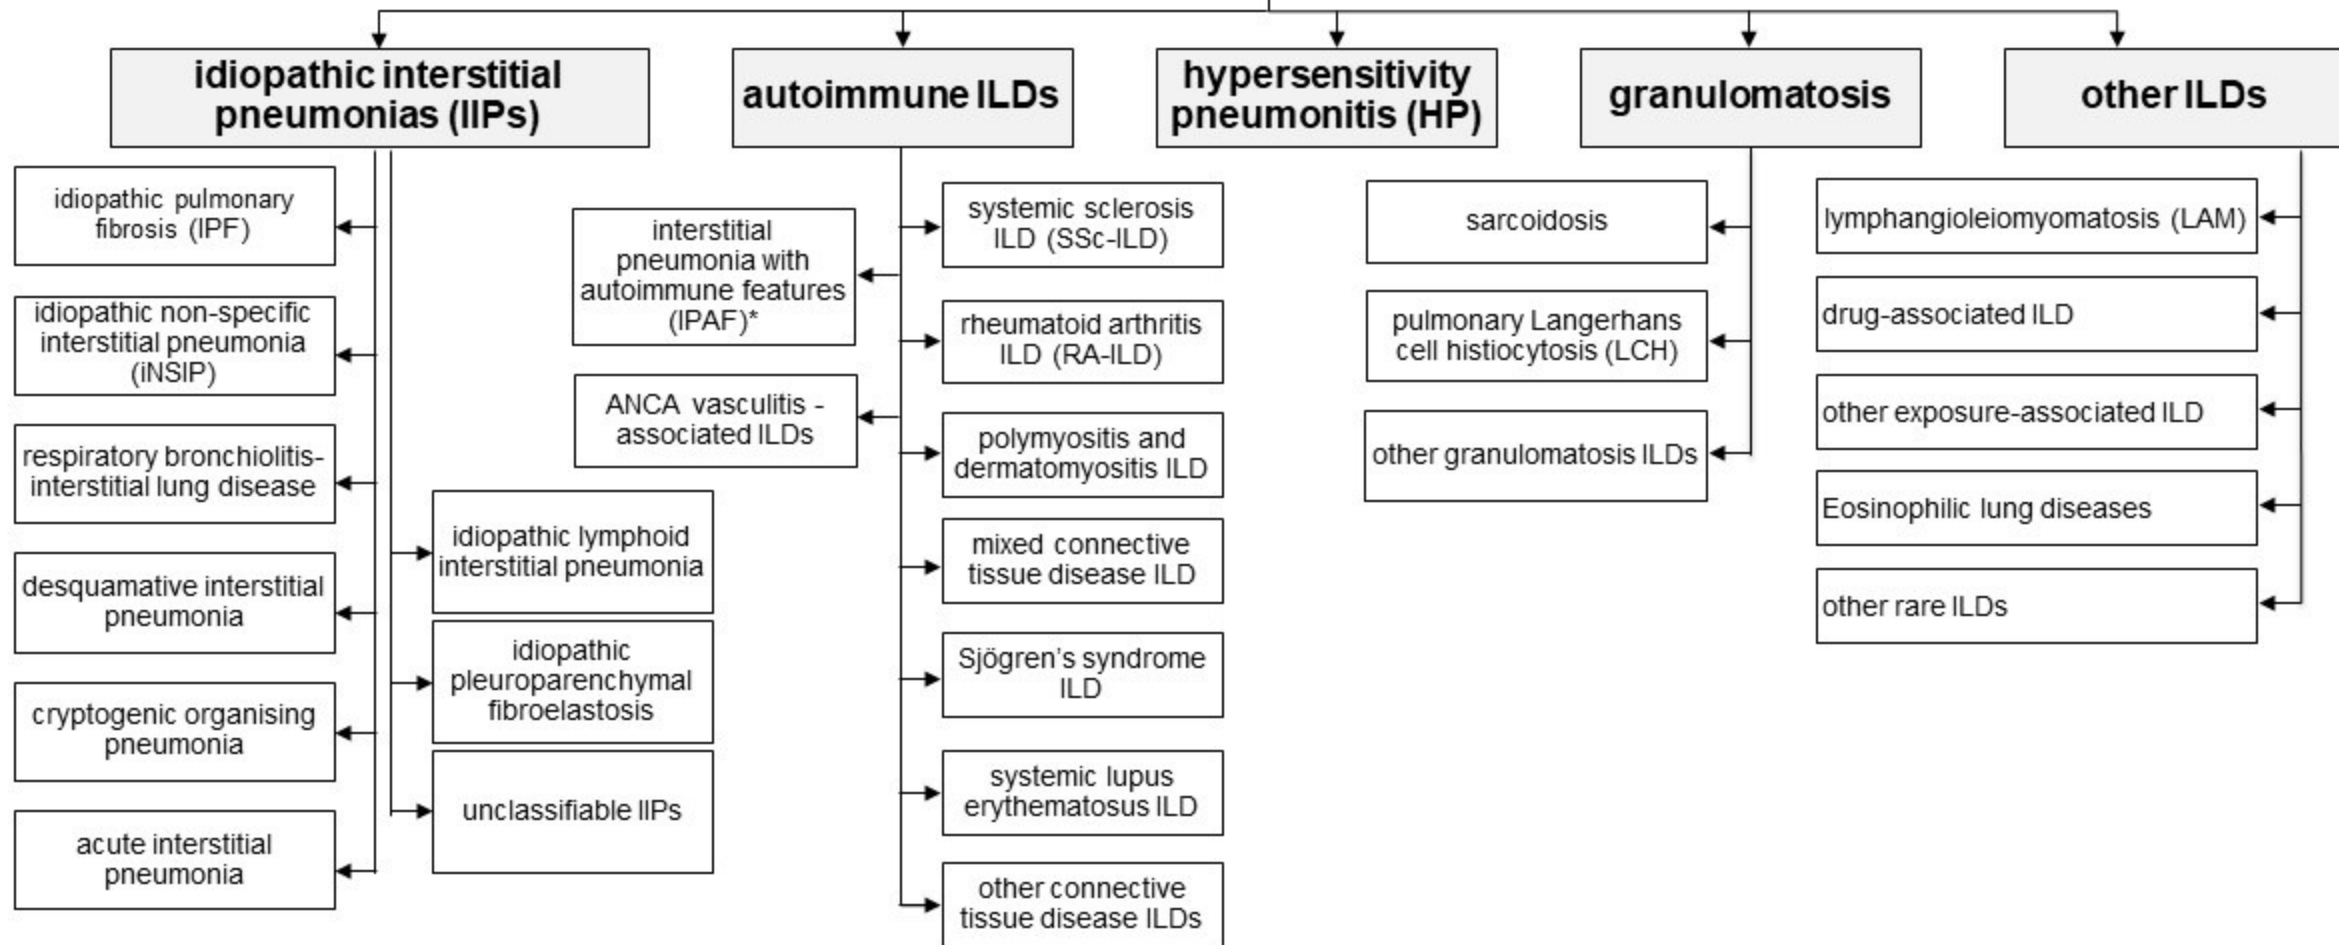 idiopathic interstitial
pneumonias (IIPs)
autoimmune ILDs
hypersensitivity
pneumonitis (HP)
granulomatosis
other ILDs
idiopathic pulmonary
fibrosis (IPF)
idiopathic non-specific
interstitial pneumonia
(iNSIP)
respiratory bronchiolitis-
interstitial lung disease
desquamative interstitial
pneumonia
cryptogenic organising
pneumonia
acute interstitial
pneumonia
idiopathic lymphoid
interstitial pneumonia
idiopathic
pleuroparenchymal
fibroelastosis
unclassifiable IIPs
interstitial
pneumonia with
autoimmune features
(IPAF)*
ANCA vasculitis -
associated ILDs
systemic sclerosis
ILD (SSc-ILD)
rheumatoid arthritis
ILD (RA-ILD)
polymyositis and
dermatomyositis ILD
mixed connective
tissue disease ILD
Sjögren's syndrome
ILD
systemic lupus
erythematosus ILD
other connective
tissue disease ILDs
sarcoidosis
pulmonary Langerhans
cell histiocytosis (LCH)
other granulomatosis ILDs
lymphangioleiomyomatosis (LAM)
drug-associated ILD
other exposure-associated ILD
Eosinophilic lung diseases
other rare ILDs